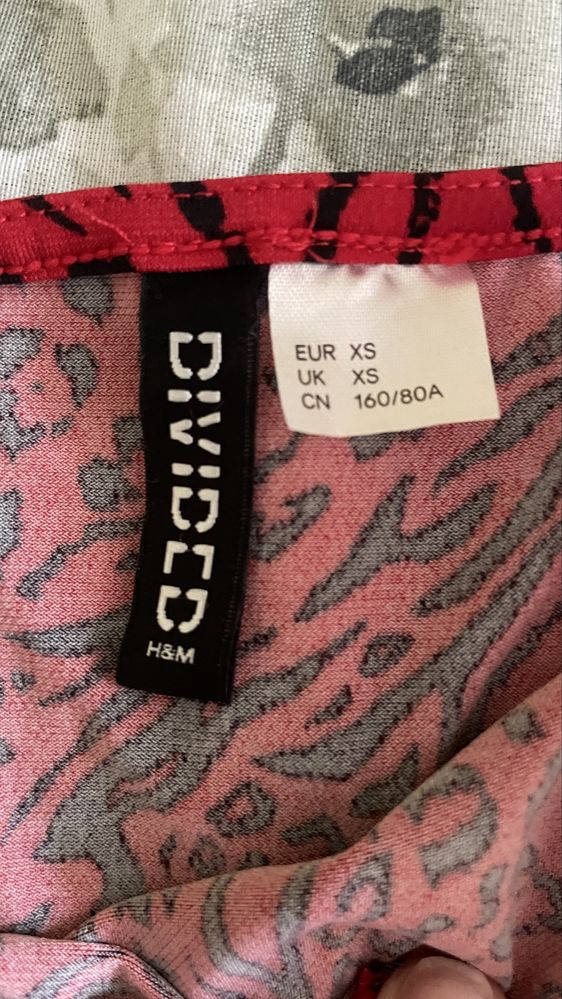 DIVIDED
H&M
EUR XS
UK XS
CN 160/80A